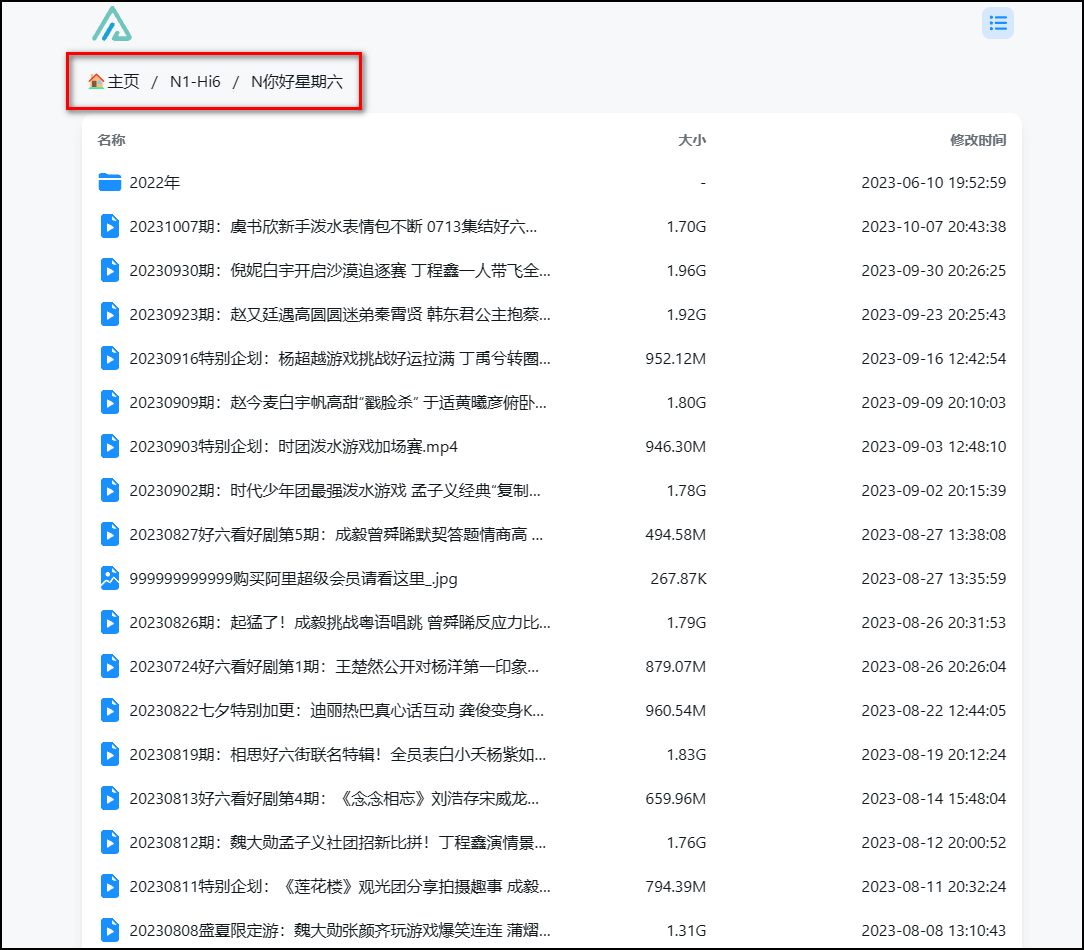 主页 / N1-Hi6 / N你好星期六
名称 大小 修改时间
2022年 - 2023-06-10 19:52:59
20231007期：虞书欣新手泼水表情包不断 0713集结好六... 1.70G 2023-10-07 20:43:38
20230930期：倪妮白宇开启沙漠追逐赛 丁程鑫一人带飞全... 1.96G 2023-09-30 20:26:25
20230923期：赵又廷遇高圆圆迷弟秦霄贤 韩东君公主抱蔡... 1.92G 2023-09-23 20:25:43
20230916特别企划：杨超越游戏挑战好运拉满 丁禹兮转圈... 952.12M 2023-09-16 12:42:54
20230909期：赵今麦白宇帆高甜“戳脸杀” 于适黄曦彦俯卧... 1.80G 2023-09-09 20:10:03
20230903特别企划：时团泼水游戏加场赛.mp4 946.30M 2023-09-03 12:48:10
20230902期：时代少年团最强泼水游戏 孟子义经典“复制... 1.78G 2023-09-02 20:15:39
20230827好六看好剧第5期：成毅曾舜晞默契答题情商高 ... 494.58M 2023-08-27 13:38:08
999999999999购买阿里超级会员请看这里_.jpg 267.87K 2023-08-27 13:35:59
20230826期：起猛了！成毅挑战粤语唱跳 曾舜晞反应力比... 1.79G 2023-08-26 20:31:53
20230724好六看好剧第1期：王楚然公开对杨洋第一印象... 879.07M 2023-08-26 20:26:04
20230822七夕特别加更：迪丽热巴真心话互动 龚俊变身K... 960.54M 2023-08-22 12:44:05
20230819期：相思好六街联名特辑！全员表白小夭杨紫如... 1.83G 2023-08-19 20:12:24
20230813好六看好剧第4期：《念念相忘》刘浩存宋威龙... 659.96M 2023-08-14 15:48:04
20230812期：魏大勋孟子义社团招新比拼！丁程鑫演情景... 1.76G 2023-08-12 20:00:52
20230811特别企划：《莲花楼》观光团分享拍摄趣事 成毅... 794.39M 2023-08-11 20:32:24
20230808盛夏限定游：魏大勋张颜齐玩游戏爆笑连连 蒲熠... 1.31G 2023-08-08 13:10:43